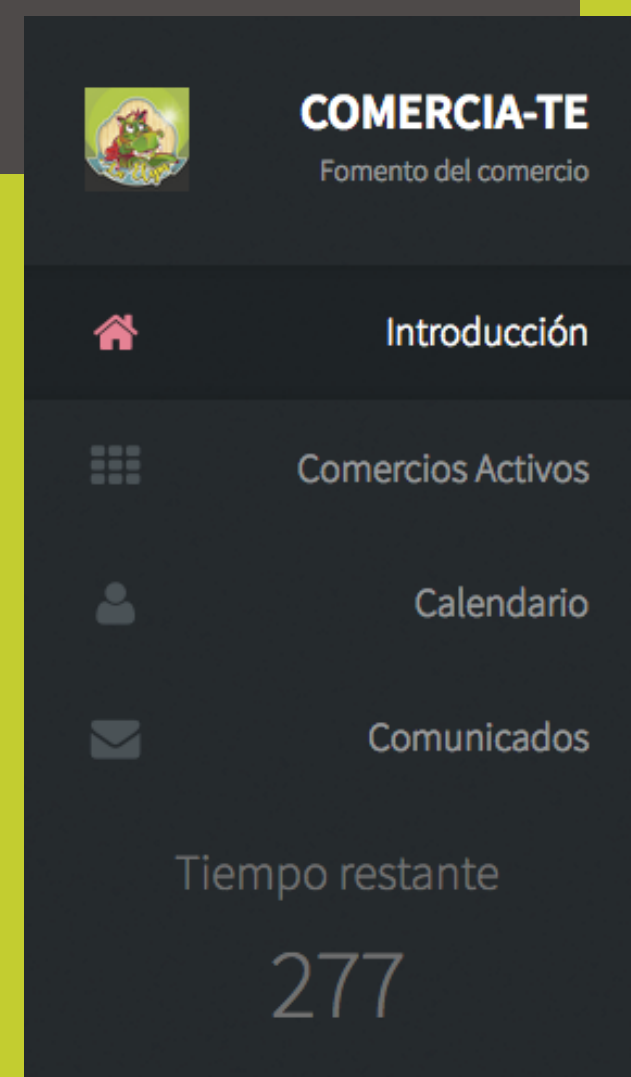 COMERCIA-TE
Fomento del comercio
Introducción
Comercios Activos
Calendario
Comunicados
Tiempo restante
277